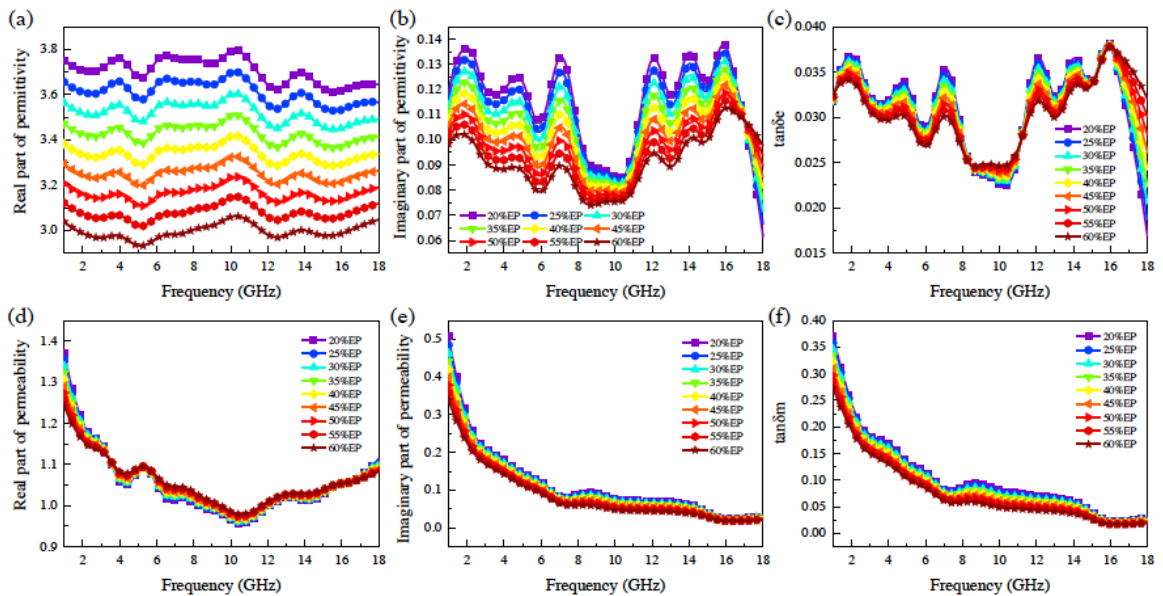 (a)
Real part of permitivity
3.8
3.6
3.4
3.2
3.0
2 4 6 8 10 12 14 16 18
Frequency (GHz)
(b)
Imaginary part of permitivity
0.14
0.13
0.12
0.11
0.10
0.09
0.08
0.07
0.06
20%EP 25%EP 30%EP
35%EP 40%EP 45%EP
50%EP 55%EP 60%EP
2 4 6 8 10 12 14 16 18
Frequency (GHz)
(c)
tanδe
0.040
0.035
0.030
0.025
0.020
0.015
20%EP
25%EP
30%EP
35%EP
40%EP
45%EP
50%EP
55%EP
60%EP
2 4 6 8 10 12 14 16 18
Frequency (GHz)
(d)
Real part of permeability
1.4
1.3
1.2
1.1
1.0
0.9
20%EP
25%EP
30%EP
35%EP
40%EP
45%EP
50%EP
55%EP
60%EP
2 4 6 8 10 12 14 16 18
Frequency (GHz)
(e)
Imaginary part of permeability
0.5
0.4
0.3
0.2
0.1
0.0
20%EP
25%EP
30%EP
35%EP
40%EP
45%EP
50%EP
55%EP
60%EP
2 4 6 8 10 12 14 16 18
Frequency (GHz)
(f)
tanδm
0.40
0.35
0.30
0.25
0.20
0.15
0.10
0.05
0.00
20%EP
25%EP
30%EP
35%EP
40%EP
45%EP
50%EP
55%EP
60%EP
2 4 6 8 10 12 14 16 18
Frequency (GHz)